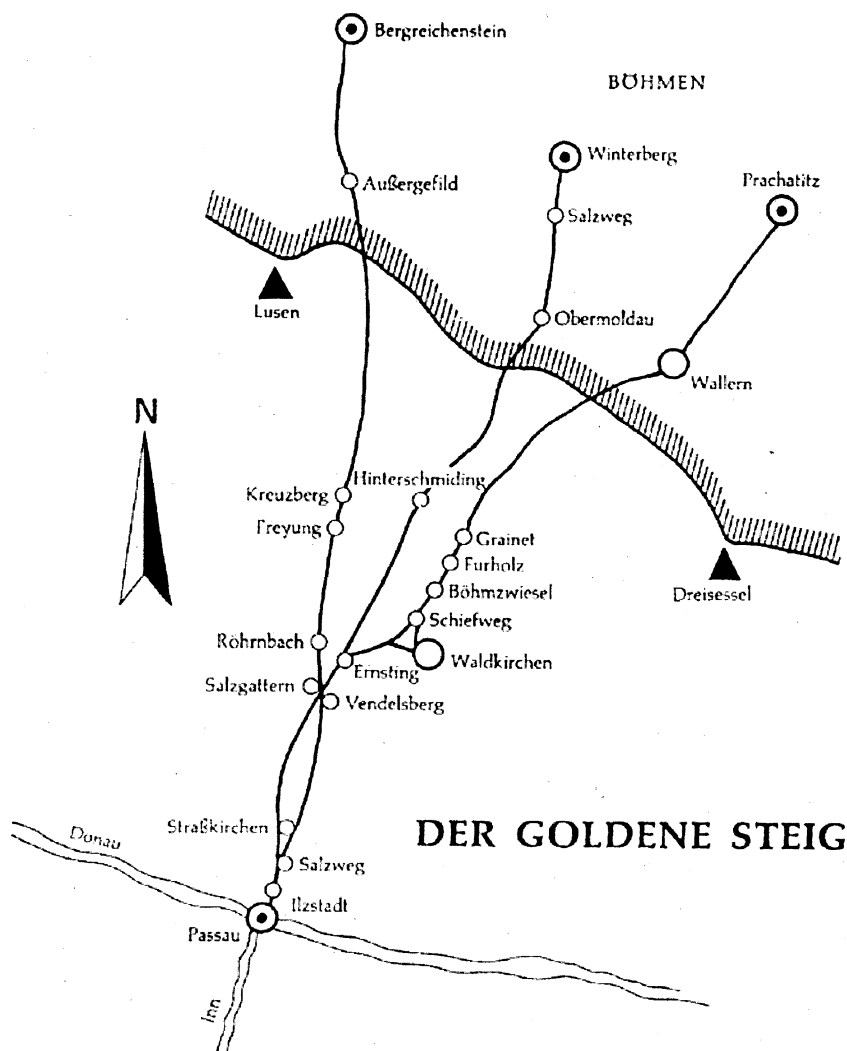 Bergreichenstein
BÖHMEN
Winterberg
Prachatitz
Außergefild
Salzweg
Lusen
Obermoldau
Wallern
N
Hinterschmiding
Kreuzberg
Freyung
Grainet
Furholz
Böhmzwiesel
Dreisessel
Schiefweg
Röhrnbach
Waldkirchen
Ernsting
Salzgattern
Vendelsberg
Straßkirchen
DER GOLDENE STEIG
Donau
Salzweg
Ilzstadt
Passau
Inn